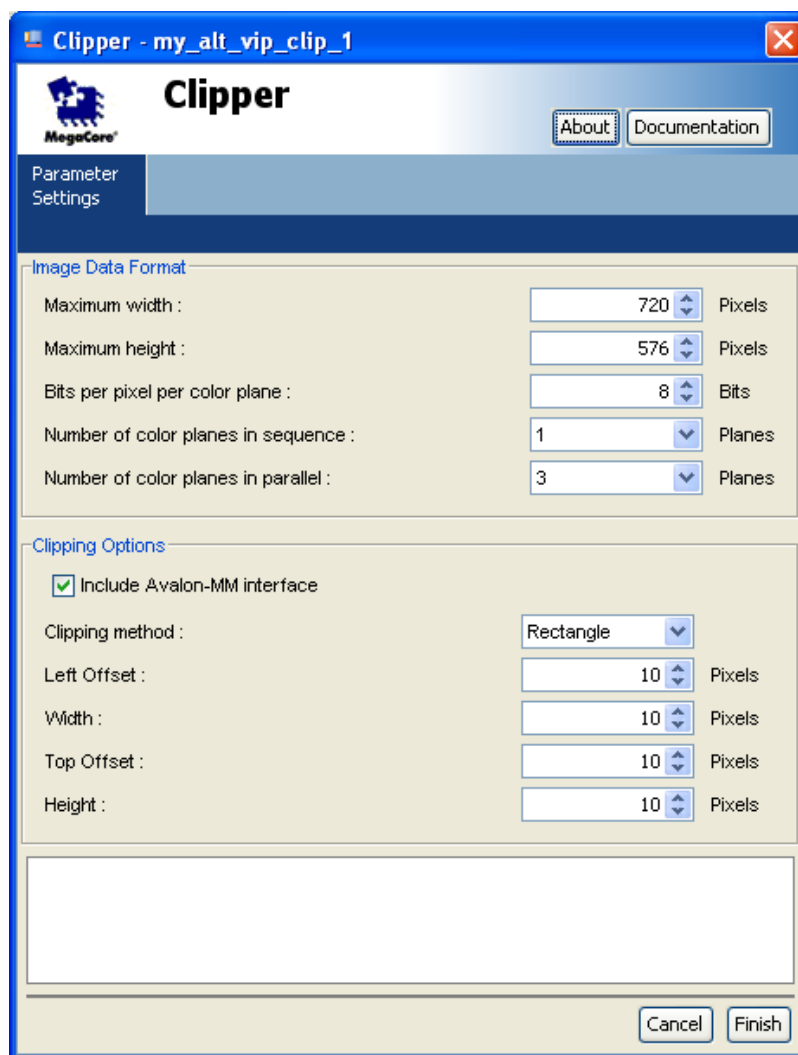 Clipper - my_alt_vip_clip_1
MegaCore®
Clipper
About
Documentation
Parameter
Settings
Image Data Format
Maximum width : 720 Pixels
Maximum height : 576 Pixels
Bits per pixel per color plane : 8 Bits
Number of color planes in sequence : 1 Planes
Number of color planes in parallel : 3 Planes
Clipping Options
Include Avalon-MM interface
Clipping method : Rectangle
Left Offset : 10 Pixels
Width : 10 Pixels
Top Offset : 10 Pixels
Height : 10 Pixels
Cancel
Finish